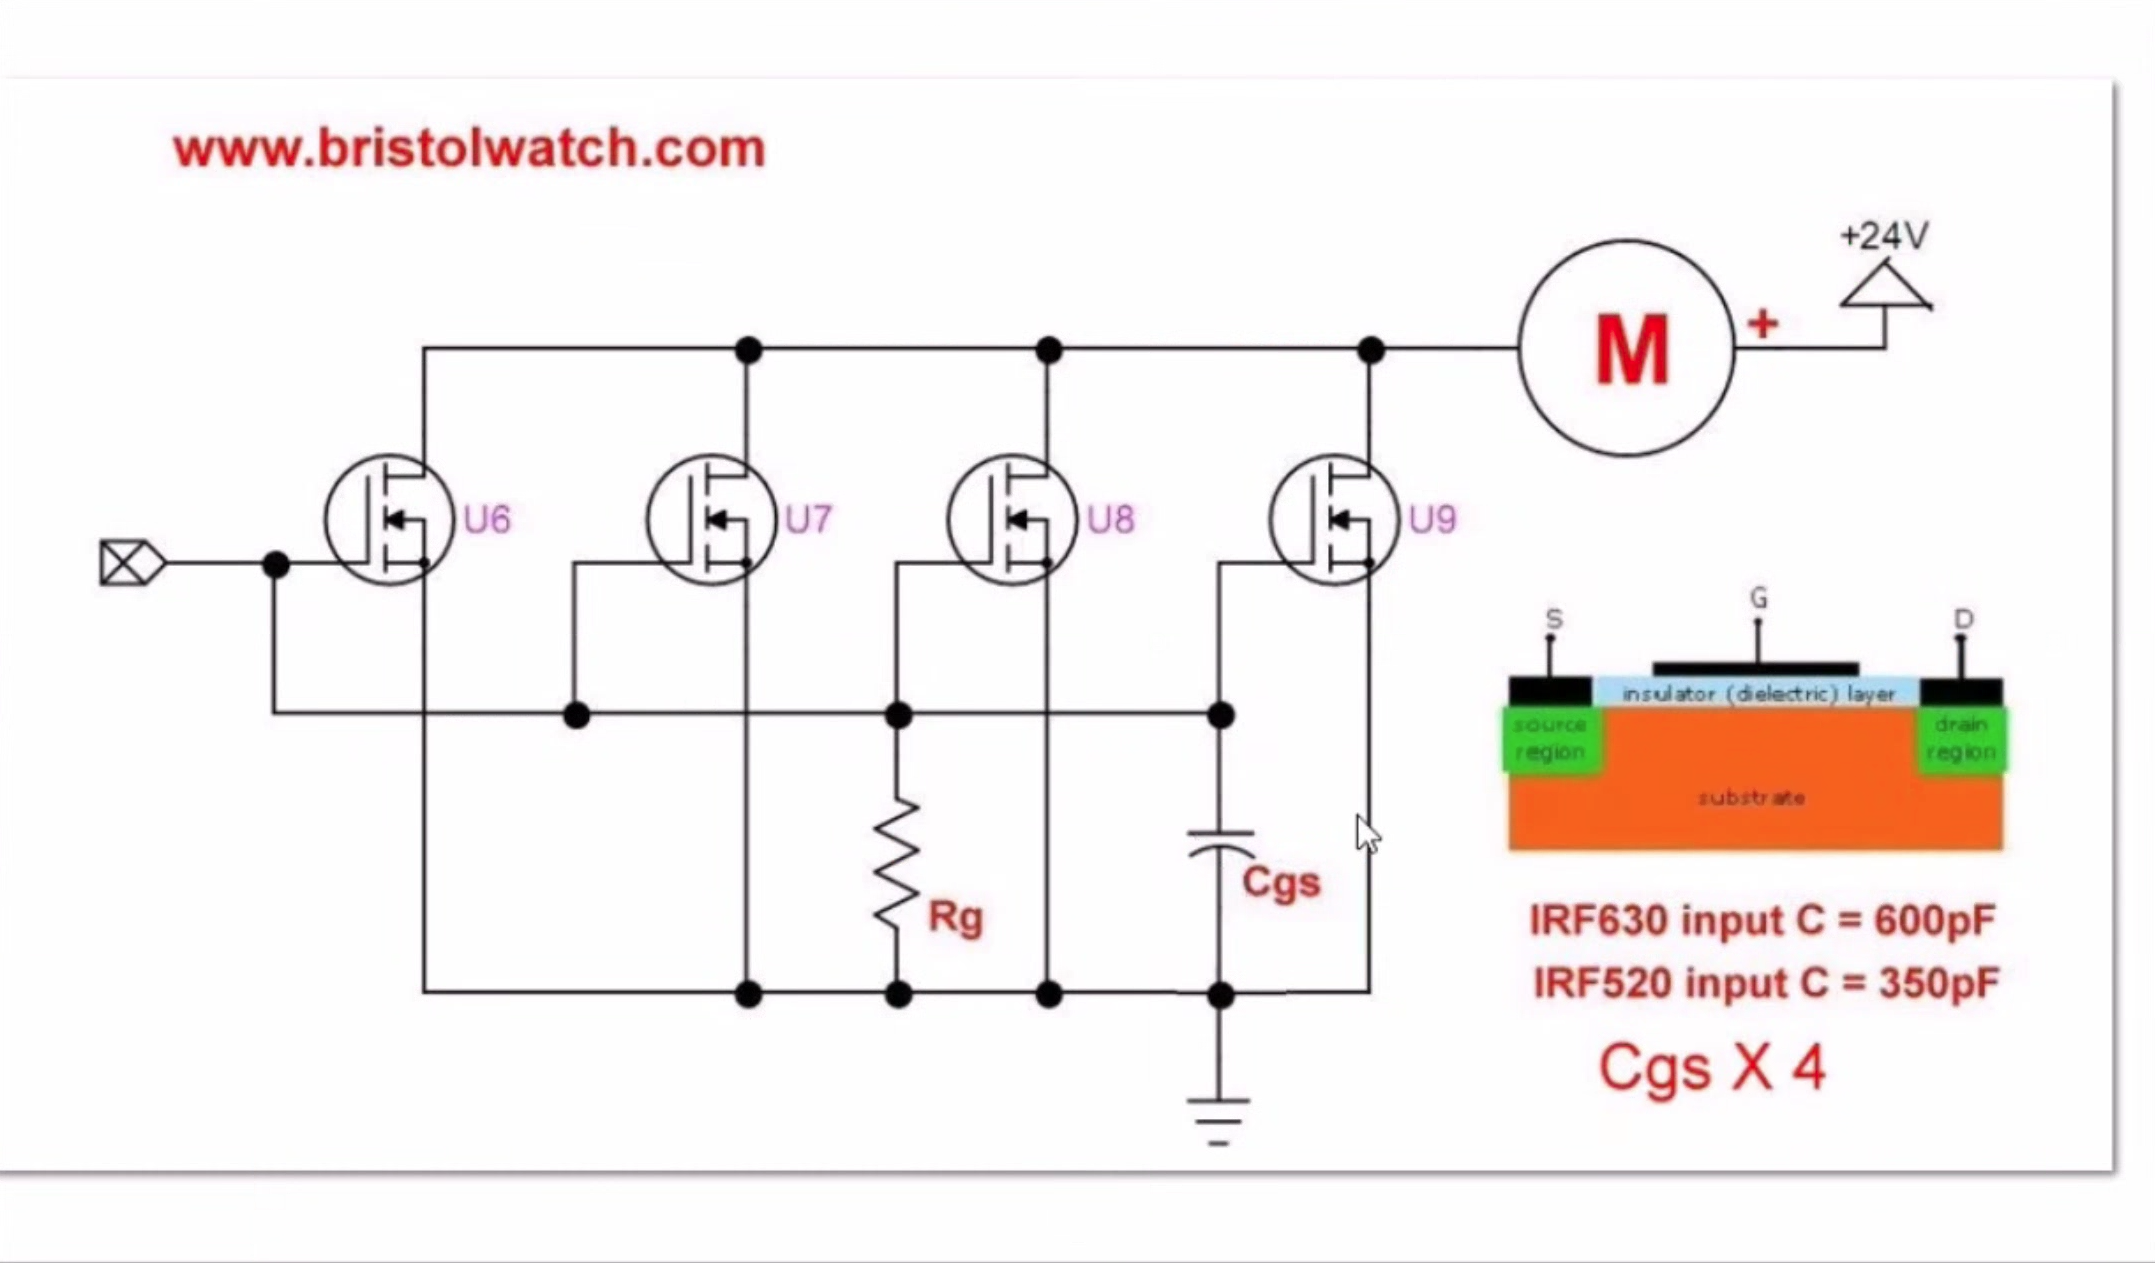 www.bristolwatch.com
+24V
M
+
U6
U7
U8
U9
G
S
D
insulator (dielectric) layer
source
region
drain
region
substrate
Rg
Cgs
IRF630 input C = 600pF
IRF520 input C = 350pF
Cgs X 4